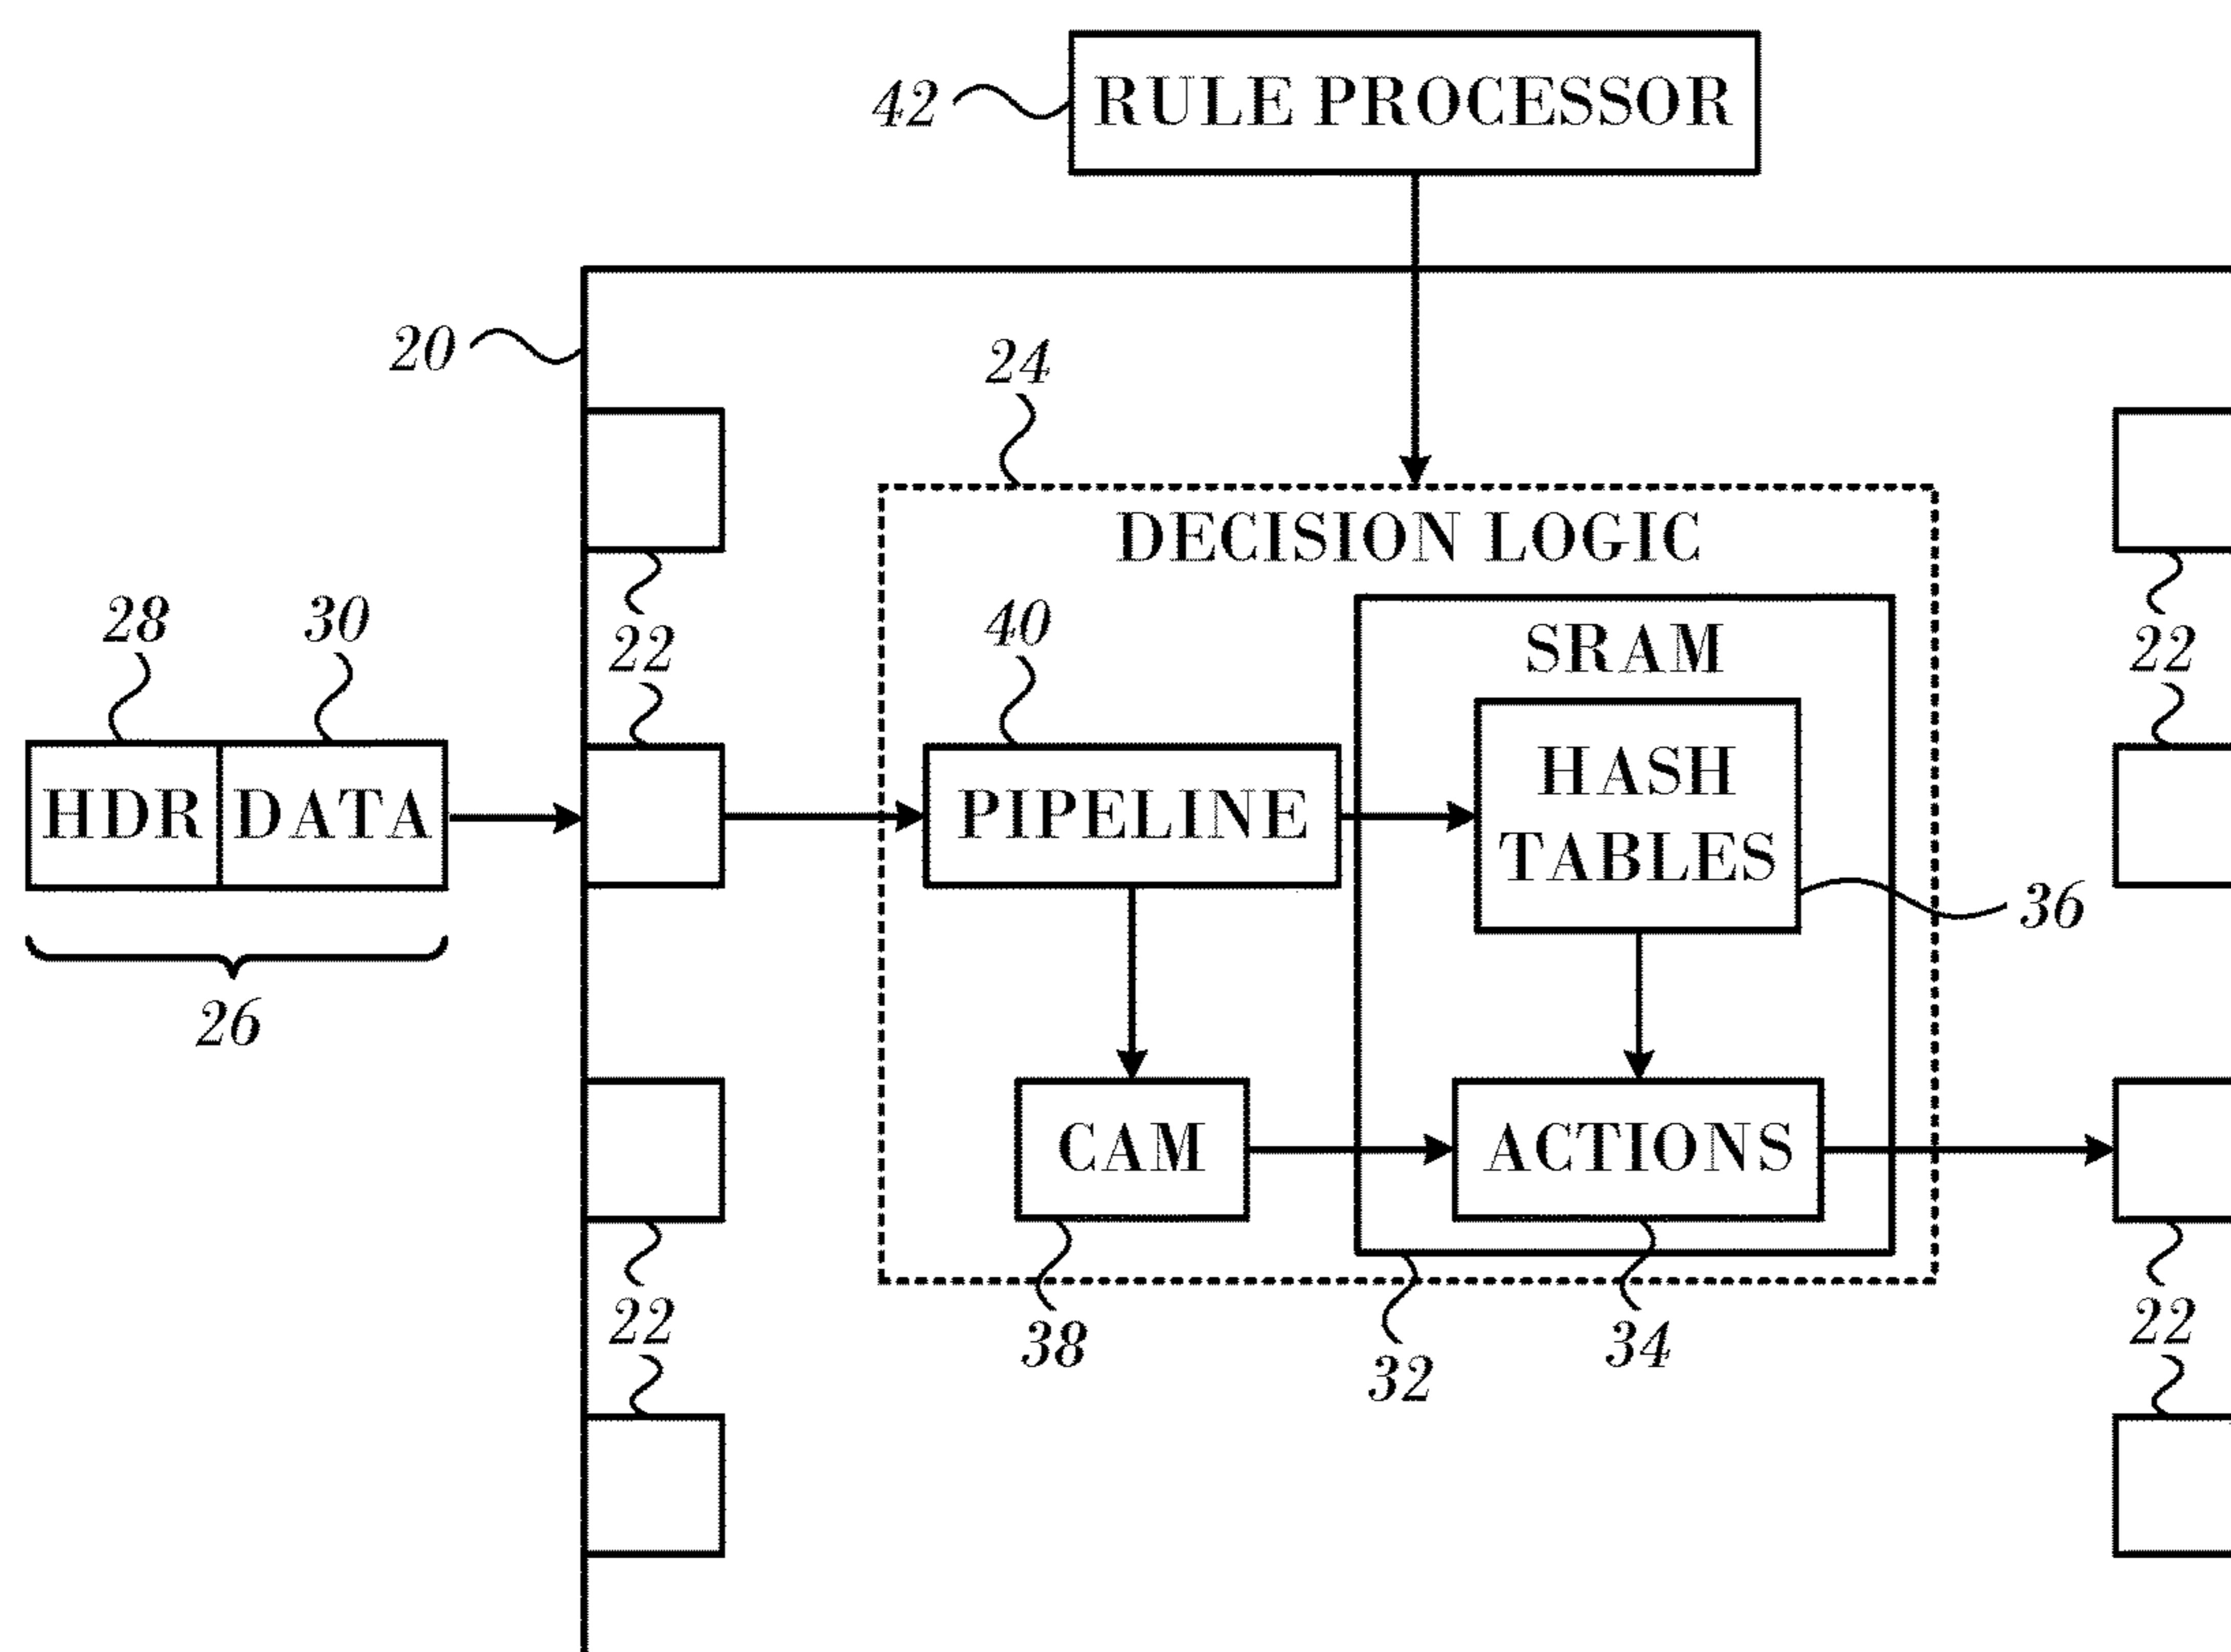 42 RULE PROCESSOR
20
24
DECISION LOGIC
28 30
22
40
SRAM
22
HASH
TABLES
HDR DATA
PIPELINE
36
26
CAM
ACTIONS
22
38
32
34
22